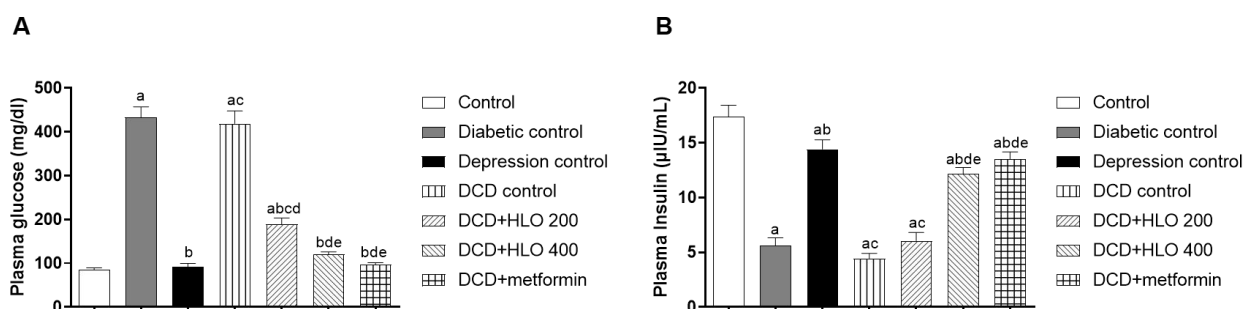 A
Plasma glucose (mg/dl)
500
400
300
200
100
0
a
b
ac
abcd
bde
bde
Control
Diabetic control
Depression control
DCD control
DCD+HLO 200
DCD+HLO 400
DCD+metformin
B
Plasma Insulin (µIU/mL)
20
15
10
5
0
a
ab
ac
ac
abde
abde
Control
Diabetic control
Depression control
DCD control
DCD+HLO 200
DCD+HLO 400
DCD+metformin